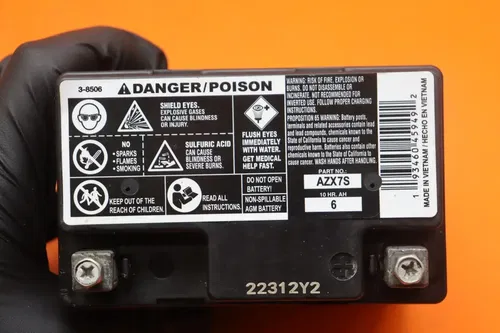 3-8506
DANGER/POISON
SHIELD EYES.
EXPLOSIVE GASES
CAN CAUSE BLINDNESS
OR INJURY.
NO
•SPARKS
•FLAMES
•SMOKING
SULFURIC ACID
CAN CAUSE
BLINDNESS OR
SEVERE BURNS.
FLUSH EYES
IMMEDIATELY
WITH WATER.
GET MEDICAL
HELP FAST.
KEEP OUT OF THE
REACH OF CHILDREN.
READ ALL
INSTRUCTIONS.
DO NOT OPEN
BATTERY!
NON-SPILLABLE
AGM BATTERY
WARNING: RISK OF FIRE, EXPLOSION OR
BURNS. DO NOT DISASSEMBLE OR
INCINERATE. NOT RECOMMENDED FOR
INVERTED USE. FOLLOW PROPER CHARGING
INSTRUCTIONS.
PROPOSITION 65 WARNING: Battery posts,
terminals and related accessories contain lead
and lead compounds, chemicals known to the
State of California to cause cancer and
reproductive harm. Batteries also contain other
chemicals known to the State of California to
cause cancer. WASH HANDS AFTER HANDLING.
PART NO.:
AZX7S
10 HR. AH
6
1 93460 45949 2
MADE IN VIETNAM / HECHO EN VIETNAM
22312Y2